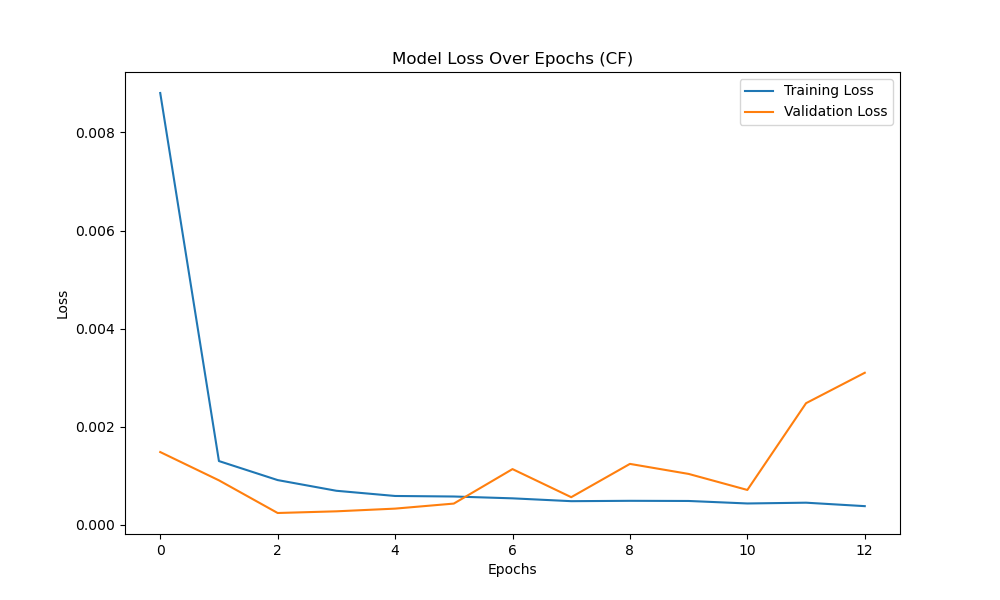 Model Loss Over Epochs (CF)
Training Loss
Validation Loss
0.008
0.006
0.004
0.002
0.000
Loss
0 2 4 6 8 10 12
Epochs